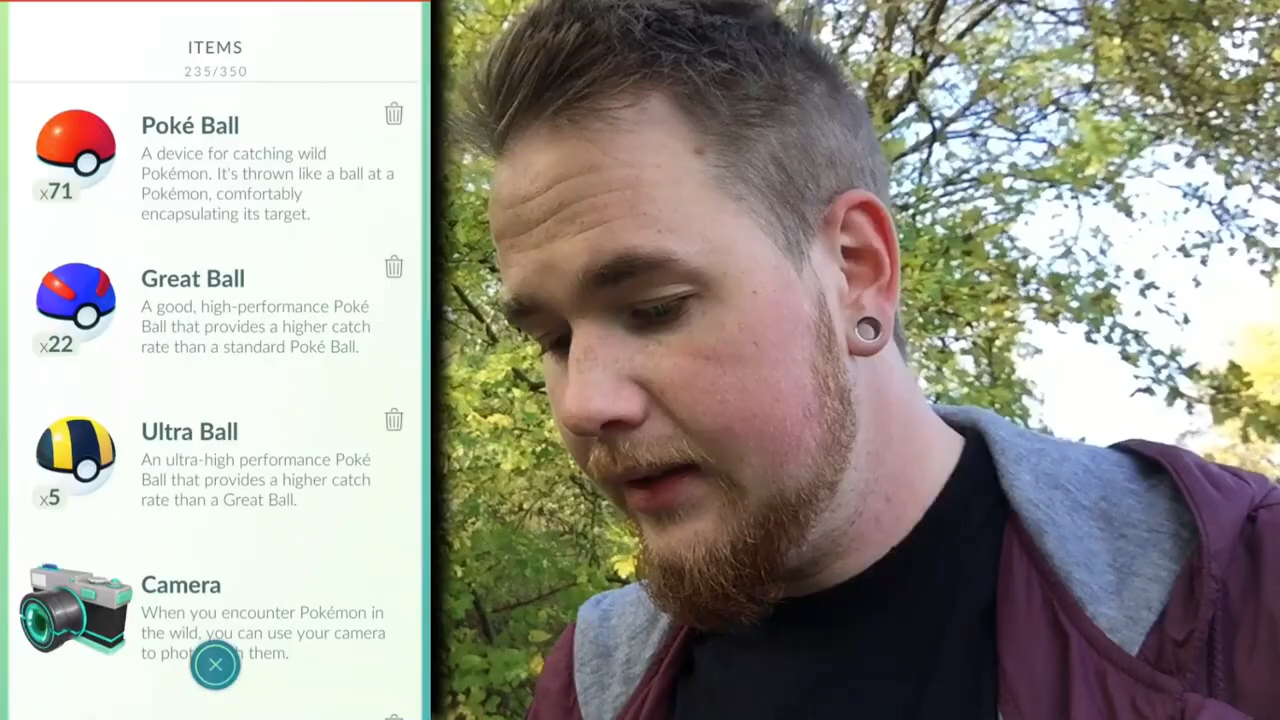 ITEMS
235/350
Poké Ball
A device for catching wild
Pokémon. It's thrown like a ball at a
Pokémon, comfortably
encapsulating its target.
x71
Great Ball
A good, high-performance Poké
Ball that provides a higher catch
rate than a standard Poké Ball.
x22
Ultra Ball
An ultra-high performance Poké
Ball that provides a higher catch
rate than a Great Ball.
x5
Camera
When you encounter Pokémon in
the wild, you can use your camera
to them.